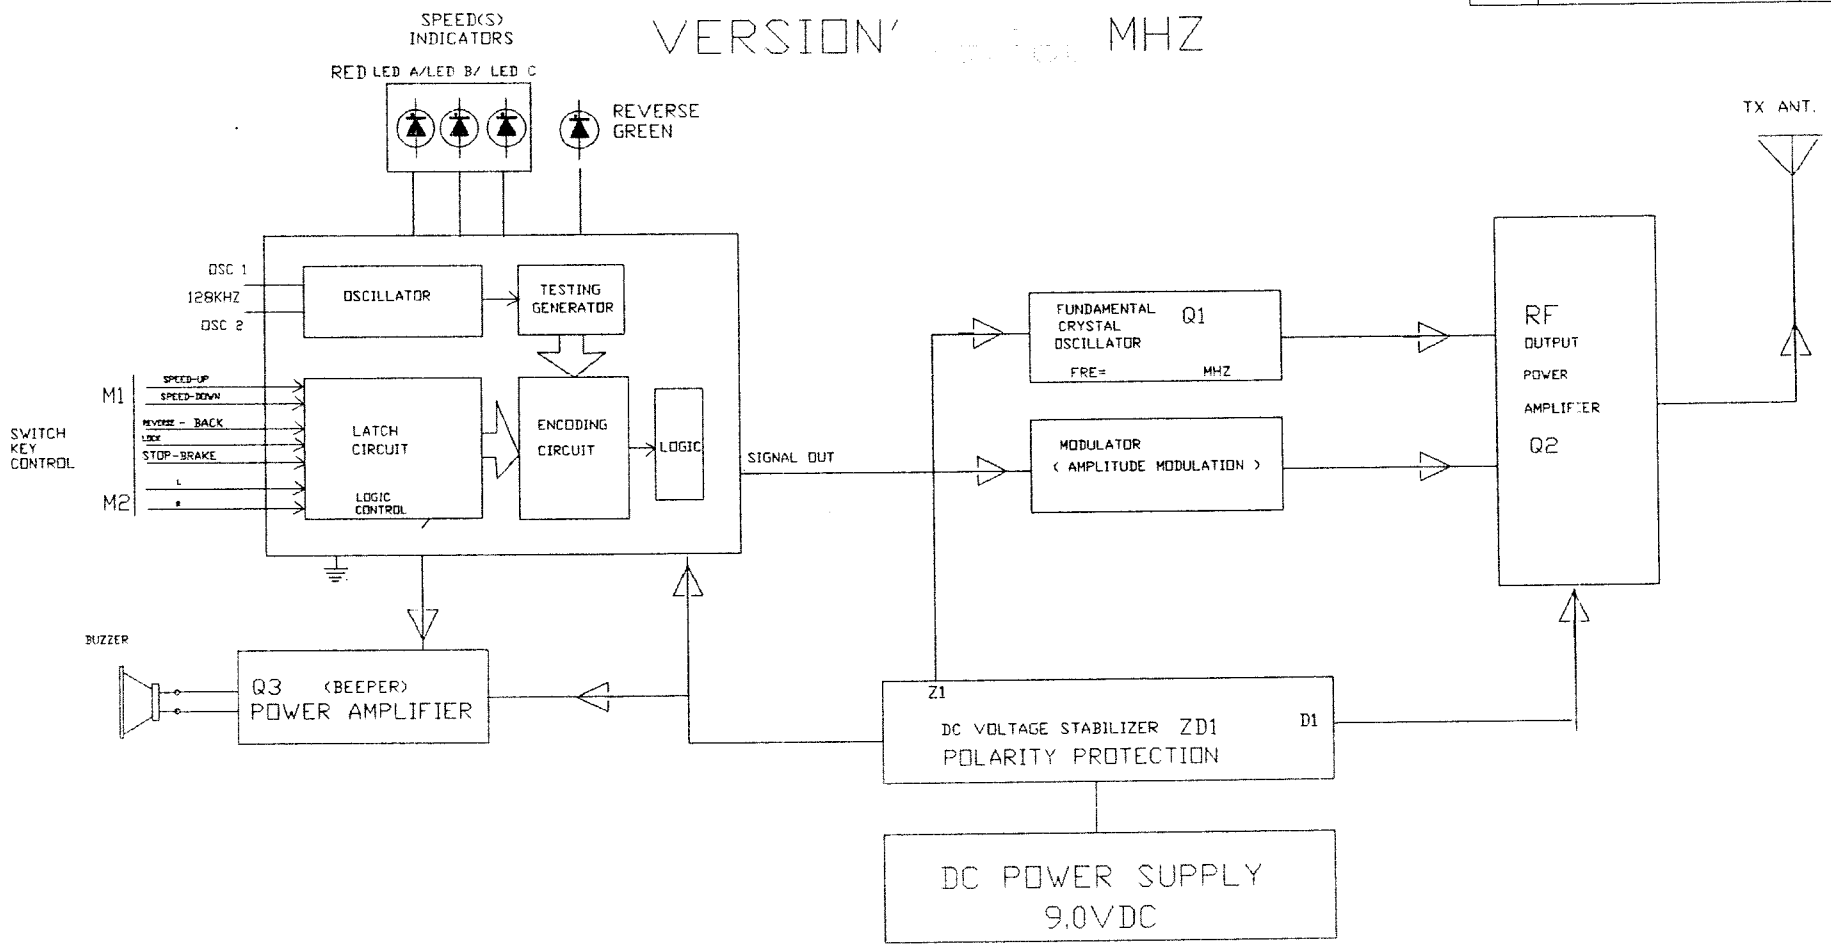 VERSION' MHZ
SPEED(S)
INDICATORS
RED LED A/LED B/ LED C
REVERSE
GREEN
TX ANT.
OSC 1
128KHZ
OSC 2
OSCILLATOR
TESTING
GENERATOR
SWITCH
KEY
CONTROL
M1
M2
SPEED-UP
SPEED-DOWN
REVERSE - BACK
LOCK
STOP-BRAKE
L
R
LATCH
CIRCUIT
LOGIC
CONTROL
ENCODING
CIRCUIT
LOGIC
SIGNAL OUT
FUNDAMENTAL Q1
CRYSTAL
OSCILLATOR
FRE= MHZ
MODULATOR
( AMPLITUDE MODULATION )
RF
OUTPUT
POWER
AMPLIFIER
Q2
BUZZER
Q3 (BEEPER)
POWER AMPLIFIER
Z1
DC VOLTAGE STABILIZER ZD1
D1
POLARITY PROTECTION
DC POWER SUPPLY
9.0VDC